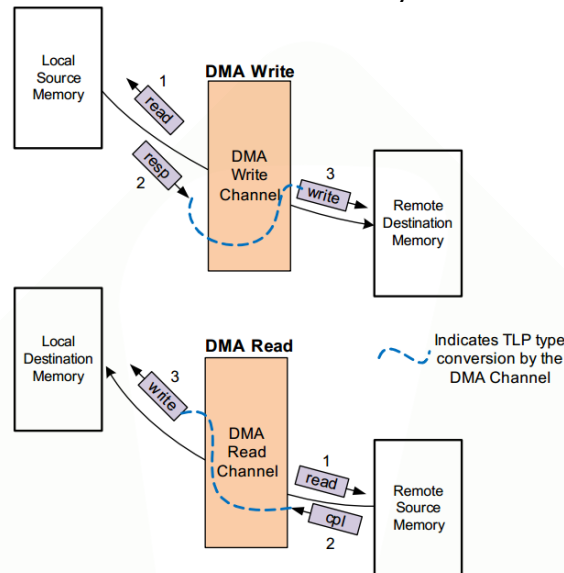 Local
Source
Memory
1
read
resp
2
DMA Write
DMA
Write
Channel
3
write
Remote
Destination
Memory
Local
Destination
Memory
3
write
DMA Read
DMA
Read
Channel
1
read
cpl
2
Remote
Source
Memory
Indicates TLP type
conversion by the
DMA Channel